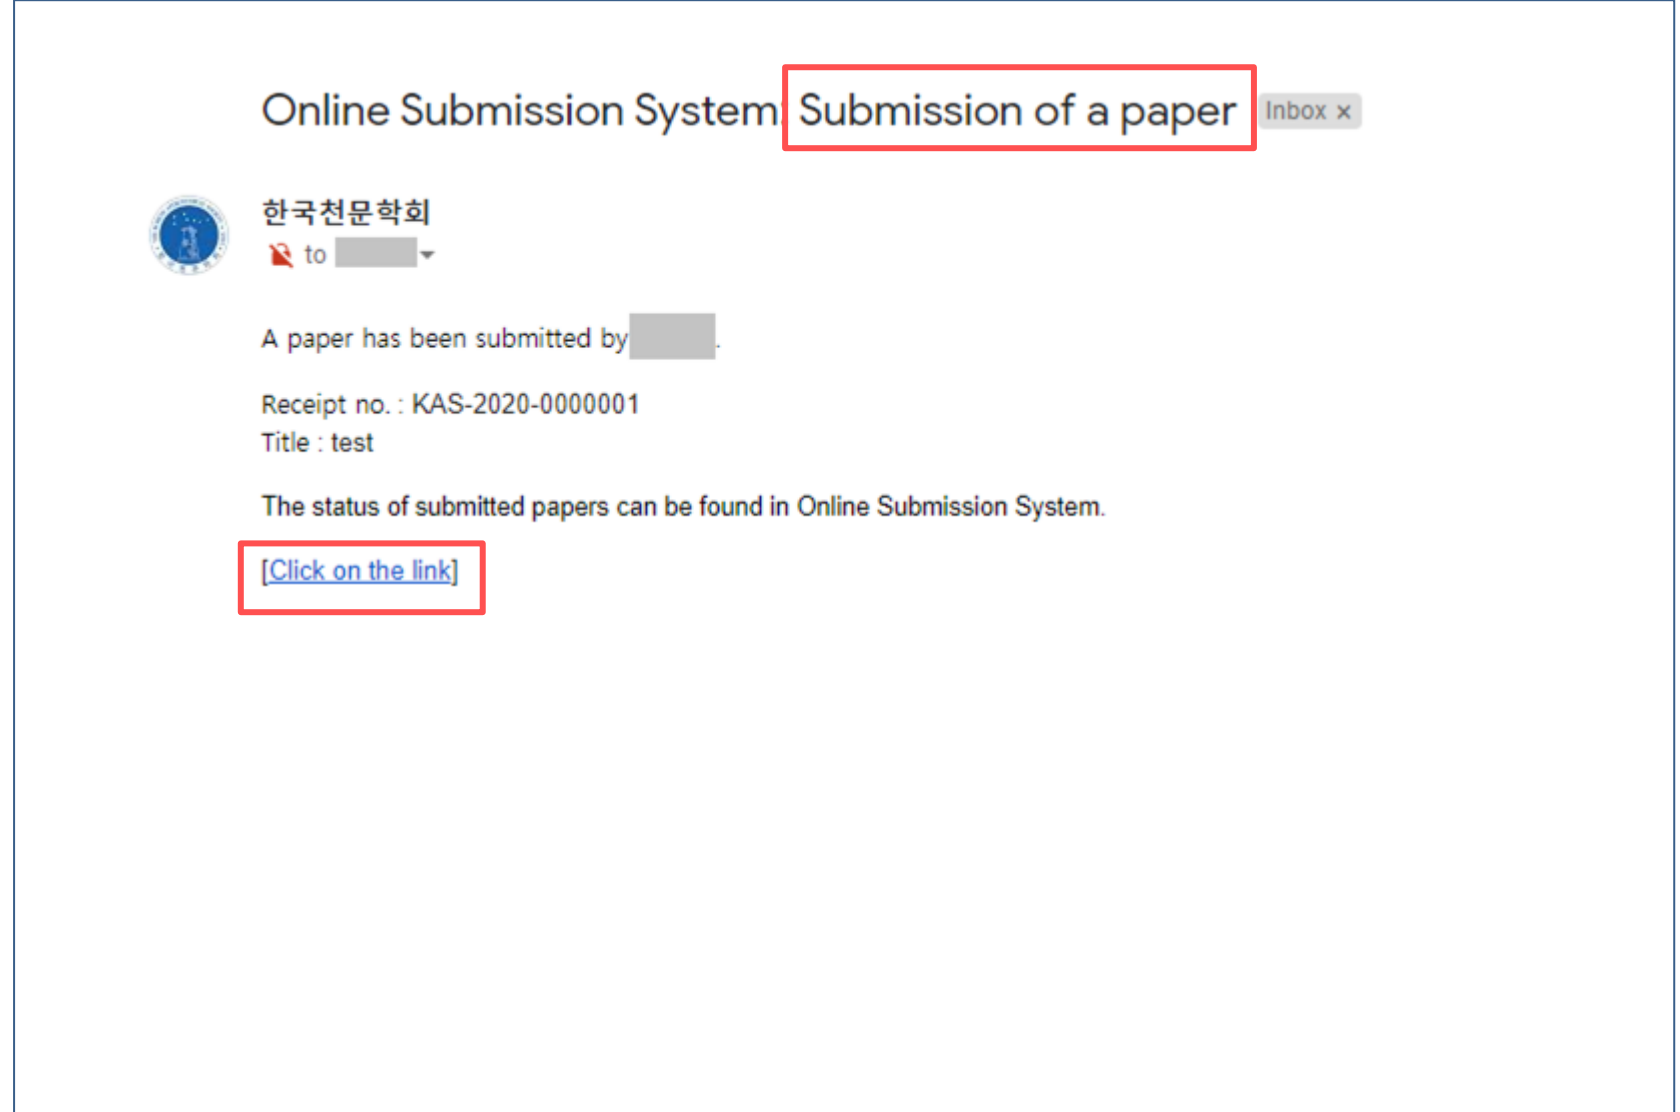 Online Submission System: Submission of a paper Inbox ×
한국천문학회
to
A paper has been submitted by .
Receipt no. : KAS-2020-0000001
Title : test
The status of submitted papers can be found in Online Submission System.
[Click on the link]